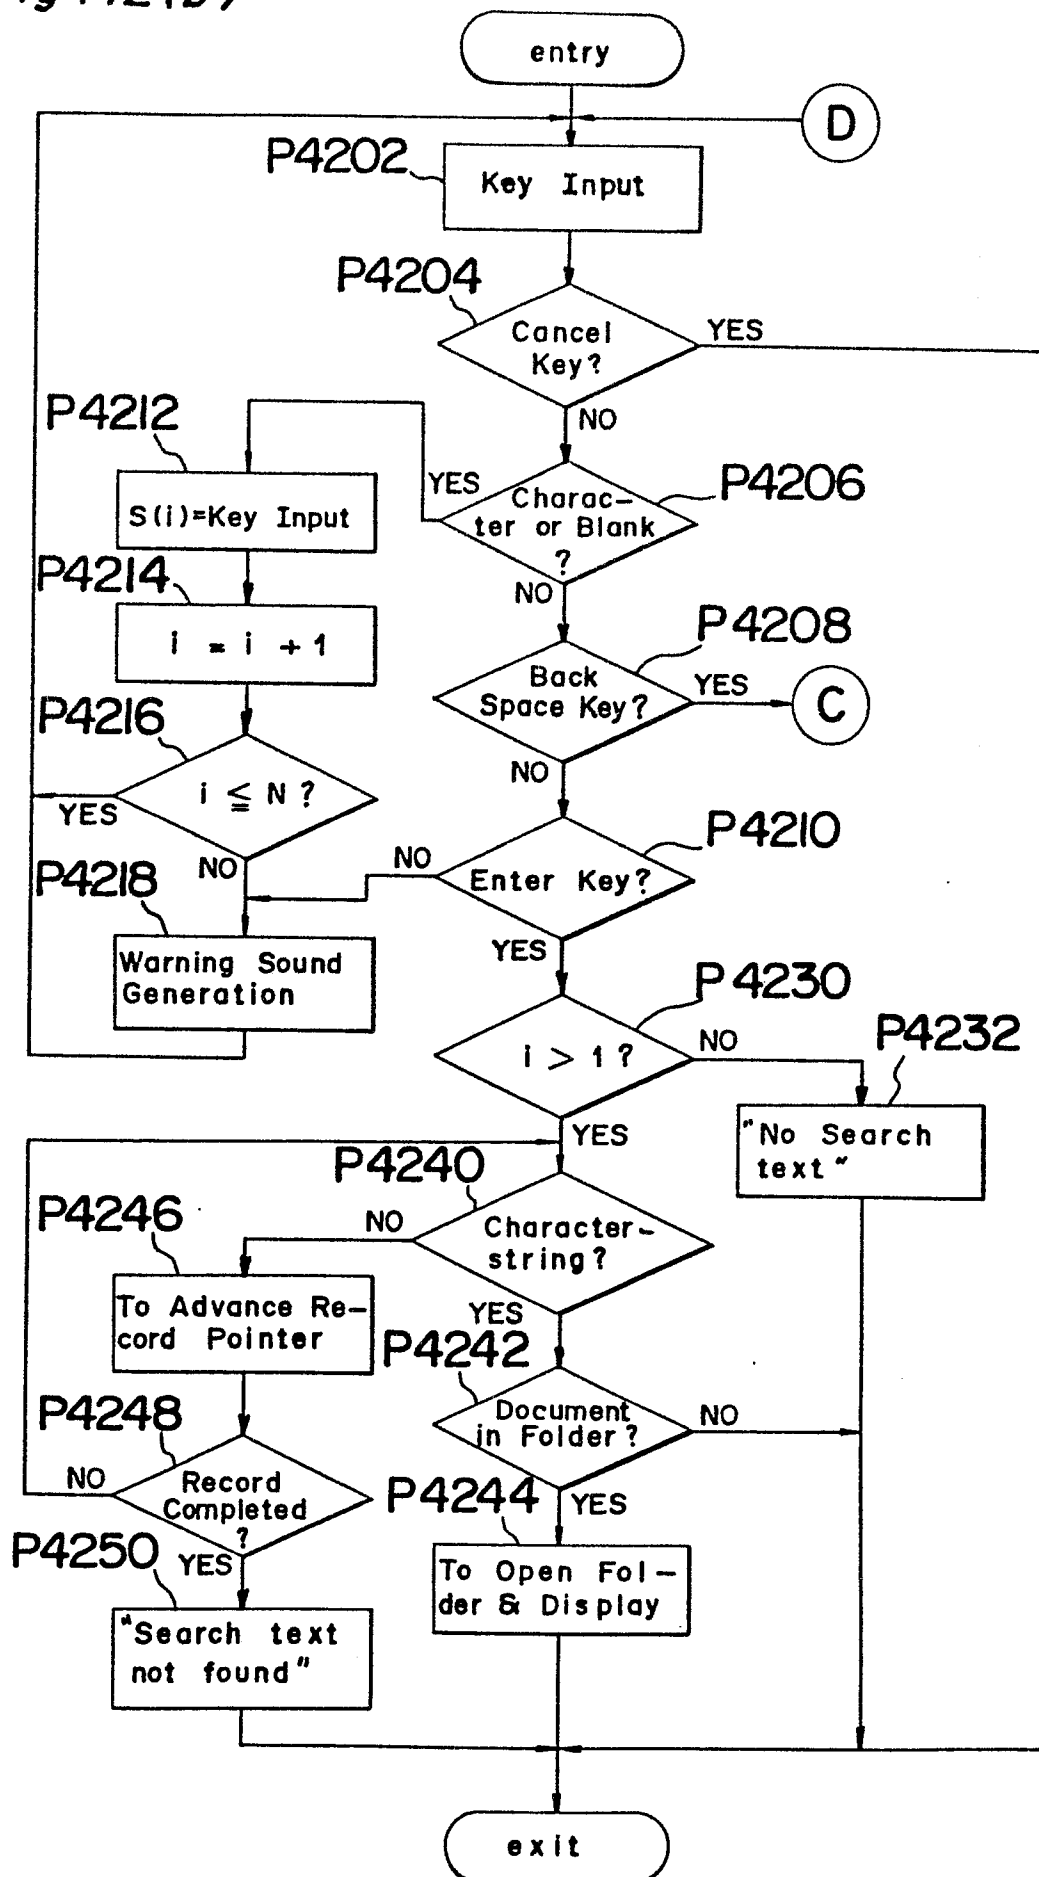 entry
D
P4202
Key Input
P4204
Cancel
Key?
YES
NO
P4212
S(i)=Key Input
YES
Charac-
ter or Blank
?
P4206
NO
P4214
i = i + 1
P4208
Back
Space Key?
YES
C
NO
P4216
i ≦ N ?
YES
NO
P4210
Enter Key?
NO
YES
P4218
Warning Sound
Generation
P4230
i > 1 ?
NO
YES
P4232
"No Search
text"
P4240
Character-
string?
NO
YES
P4246
To Advance Re-
cord Pointer
P4242
Document
in Folder?
NO
YES
P4248
Record
Completed
?
NO
YES
P4244
To Open Fol-
der & Display
P4250
"Search text
not found"
exit